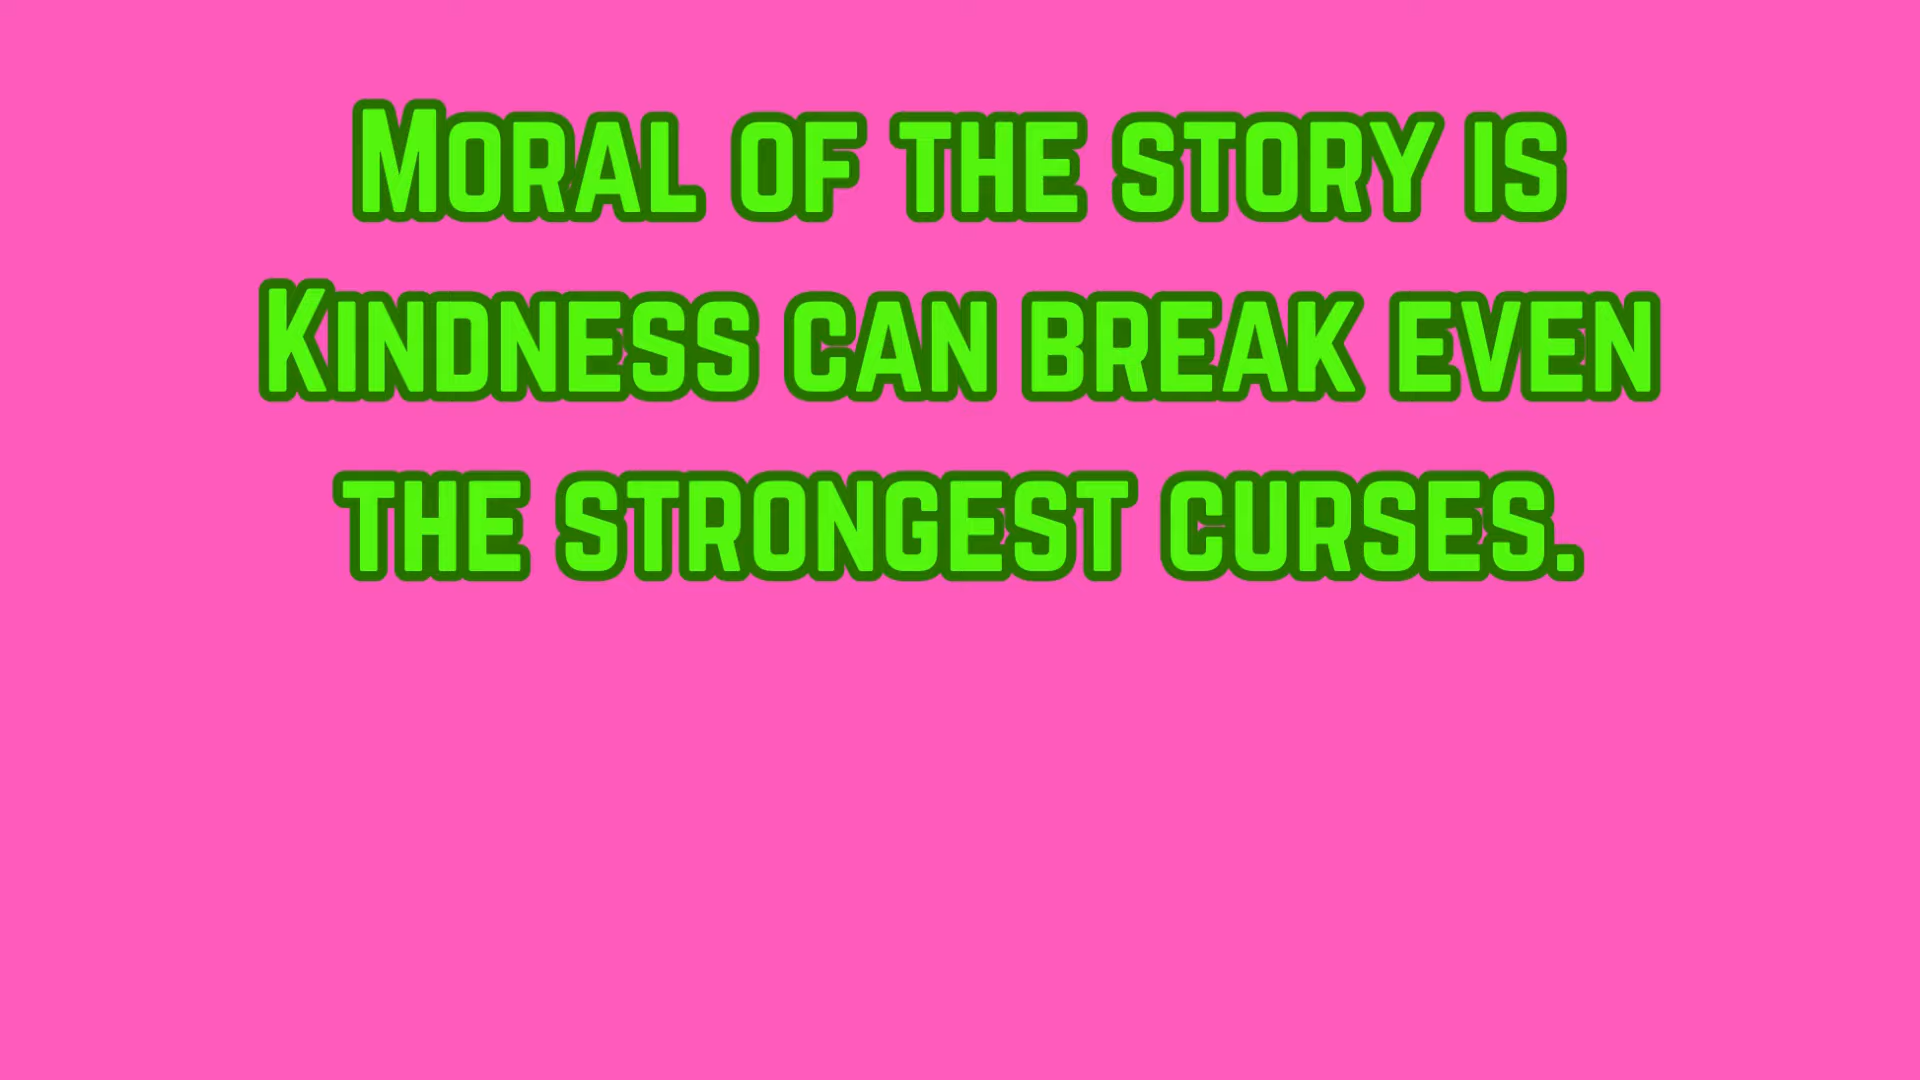 Moral of the story is
Kindness can break even
the strongest curses.